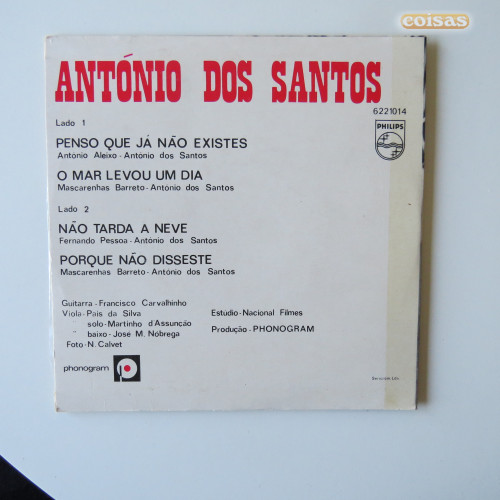 coisas
ANTÓNIO DOS SANTOS
6221014
Lado 1
PHILIPS
PENSO QUE JÁ NÃO EXISTES
António Aleixo - António dos Santos
O MAR LEVOU UM DIA
Mascarenhas Barreto - António dos Santos
Lado 2
NÃO TARDA A NEVE
Fernando Pessoa - António dos Santos
PORQUE NÃO DISSESTE
Mascarenhas Barreto - António dos Santos
Guitarra - Francisco Carvalhinho
Viola - Pais da Silva
solo - Martinho d'Assunção
baixo - José M. Nóbrega
Foto - N. Calvet
Estúdio - Nacional Filmes
Produção - PHONOGRAM
phonogram